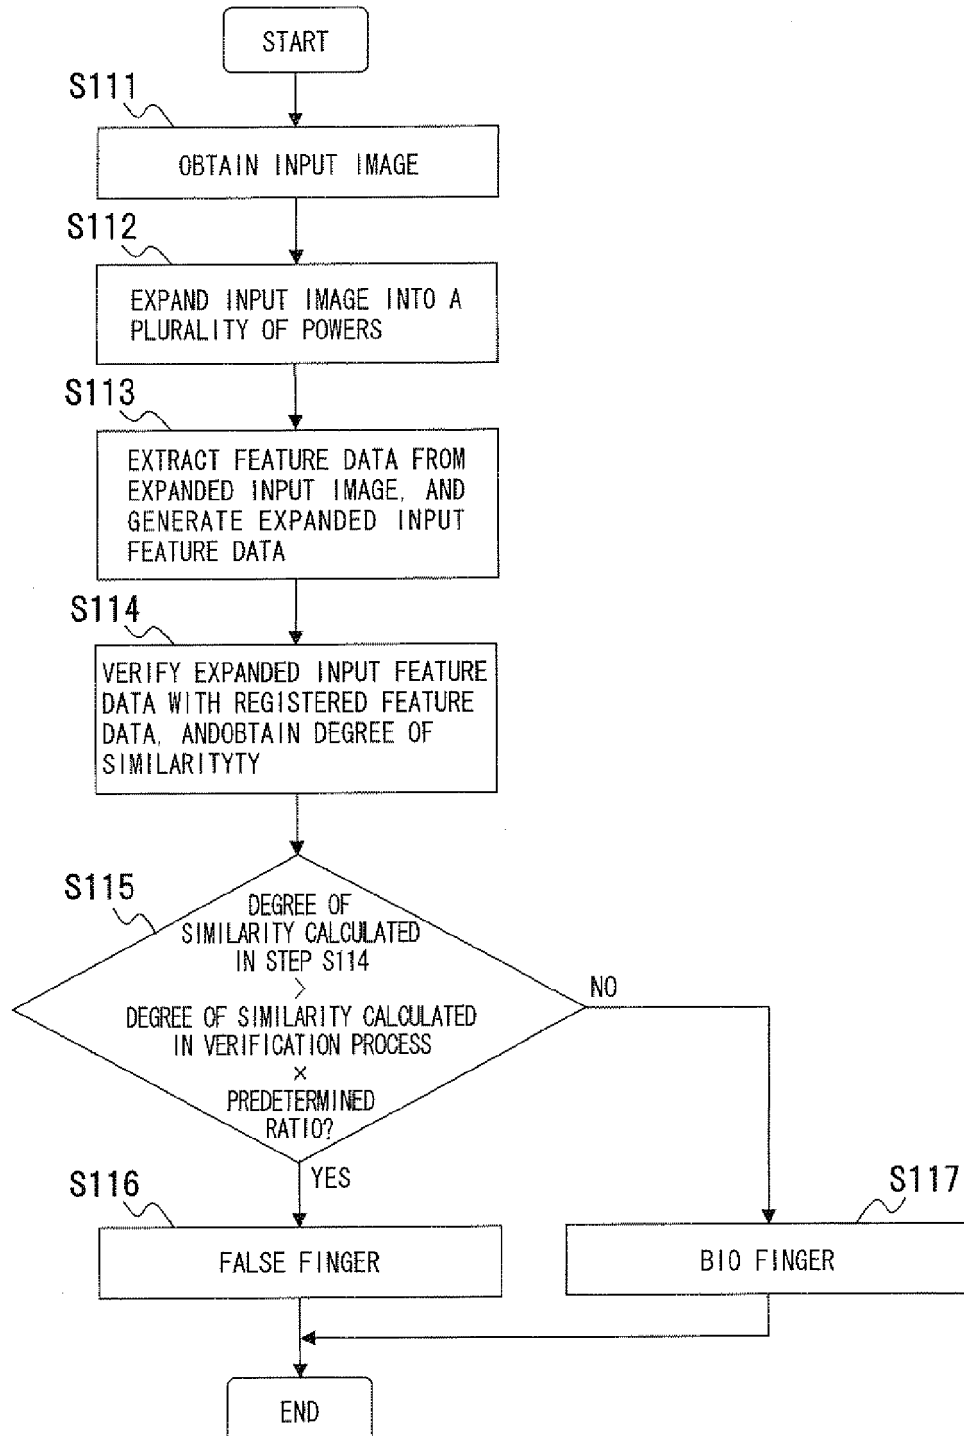 START
S111
OBTAIN INPUT IMAGE
S112
EXPAND INPUT IMAGE INTO A
PLURALITY OF POWERS
S113
EXTRACT FEATURE DATA FROM
EXPANDED INPUT IMAGE, AND
GENERATE EXPANDED INPUT
FEATURE DATA
S114
VERIFY EXPANDED INPUT FEATURE
DATA WITH REGISTERED FEATURE
DATA, ANDOBTAIN DEGREE OF
SIMILARITYTY
S115
DEGREE OF
SIMILARITY CALCULATED
IN STEP S114
>
DEGREE OF SIMILARITY CALCULATED
IN VERIFICATION PROCESS
×
PREDETERMINED
RATIO?
NO
YES
S116
FALSE FINGER
S117
BIO FINGER
END